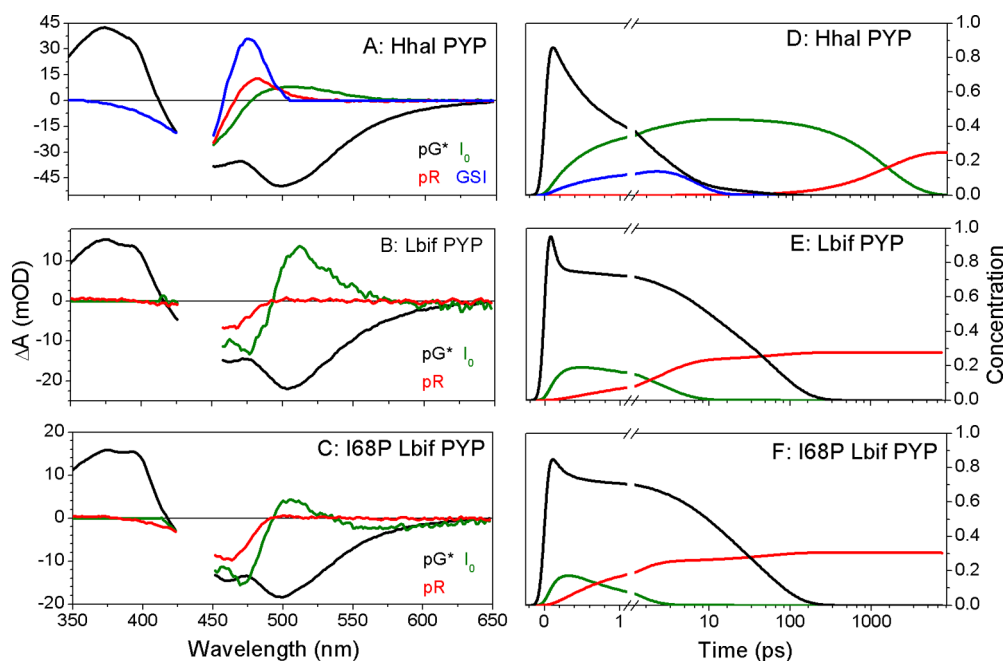 A: Hhal PYP
45
30
15
0
-15
-30
-45
pG* I₀
pR GSI
D: Hhal PYP
1.0
0.8
0.6
0.4
0.2
0.0
B: Lbif PYP
10
0
-10
-20
pG* I₀
pR
E: Lbif PYP
1.0
0.8
0.6
0.4
0.2
0.0
C: I68P Lbif PYP
20
10
0
-10
-20
pG* I₀
pR
F: I68P Lbif PYP
1.0
0.8
0.6
0.4
0.2
0.0
ΔA (mOD)
Concentration
350 400 450 500 550 600 650
0 1 10 100 1000
Wavelength (nm)
Time (ps)